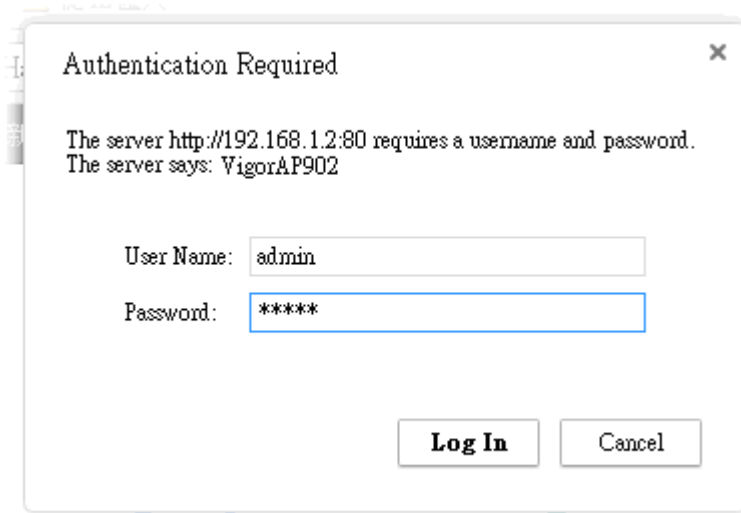 Authentication Required
The server http://192.168.1.2:80 requires a username and password.
The server says: VigorAP902
User Name: admin
Password: *****
Log In Cancel